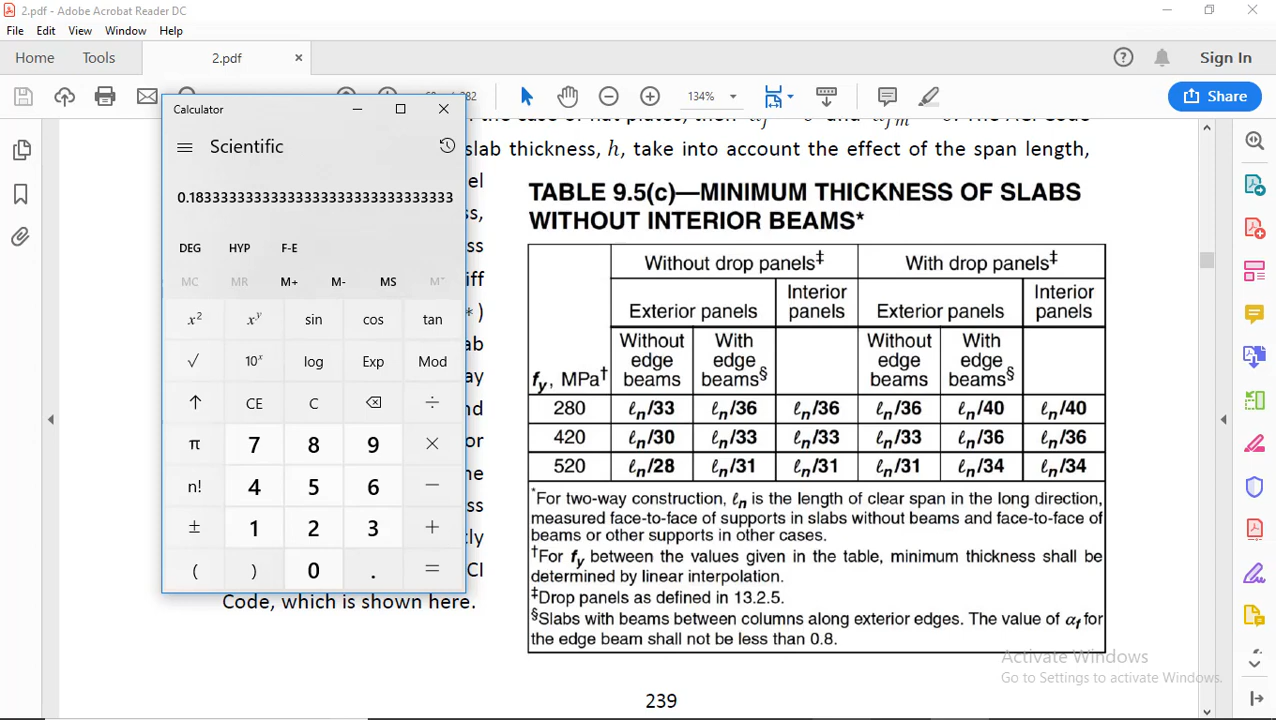 2.pdf - Adobe Acrobat Reader DC
File Edit View Window Help
Home Tools 2.pdf × Sign In
134% Share
slab thickness, h, take into account the effect of the span length,
Calculator
Scientific
0.18333333333333333333333333333333
DEG HYP F-E
MC MR M+ M- MS M˅
x² xʸ sin cos tan
√ 10ˣ log Exp Mod
↑ CE C ⌫ ÷
π 7 8 9 ×
n! 4 5 6 −
± 1 2 3 +
( ) 0 . =
Code, which is shown here.
TABLE 9.5(c)—MINIMUM THICKNESS OF SLABS
WITHOUT INTERIOR BEAMS*
Without drop panels‡ With drop panels‡
Exterior panels Interior panels Exterior panels Interior panels
fy, MPa† Without edge beams With edge beams§ Without edge beams With edge beams§
280 ℓn/33 ℓn/36 ℓn/36 ℓn/36 ℓn/40 ℓn/40
420 ℓn/30 ℓn/33 ℓn/33 ℓn/33 ℓn/36 ℓn/36
520 ℓn/28 ℓn/31 ℓn/31 ℓn/31 ℓn/34 ℓn/34
*For two-way construction, ℓn is the length of clear span in the long direction,
measured face-to-face of supports in slabs without beams and face-to-face of
beams or other supports in other cases.
†For fy between the values given in the table, minimum thickness shall be
determined by linear interpolation.
‡Drop panels as defined in 13.2.5.
§Slabs with beams between columns along exterior edges. The value of αf for
the edge beam shall not be less than 0.8.
Activate Windows
Go to Settings to activate Windows.
239